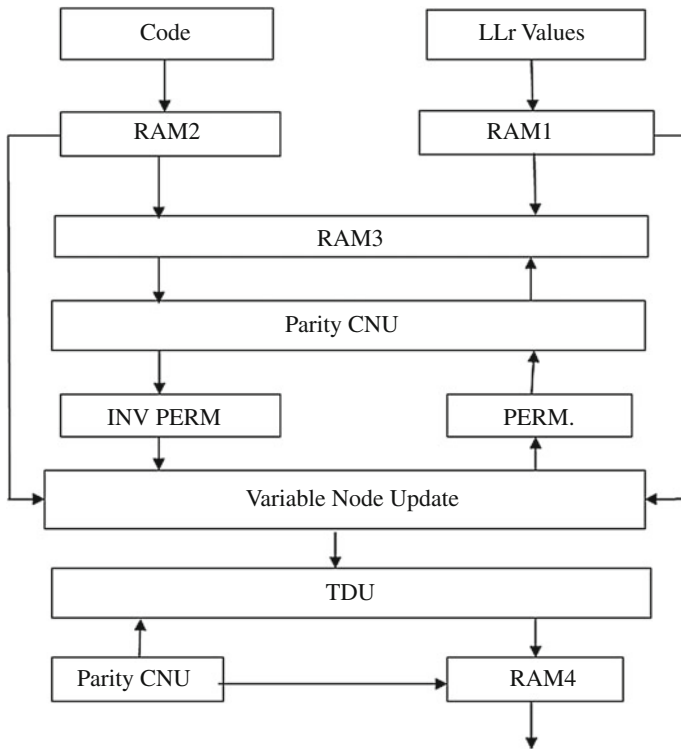 Code
LLr Values
RAM2
RAM1
RAM3
Parity CNU
INV PERM
PERM.
Variable Node Update
TDU
Parity CNU
RAM4